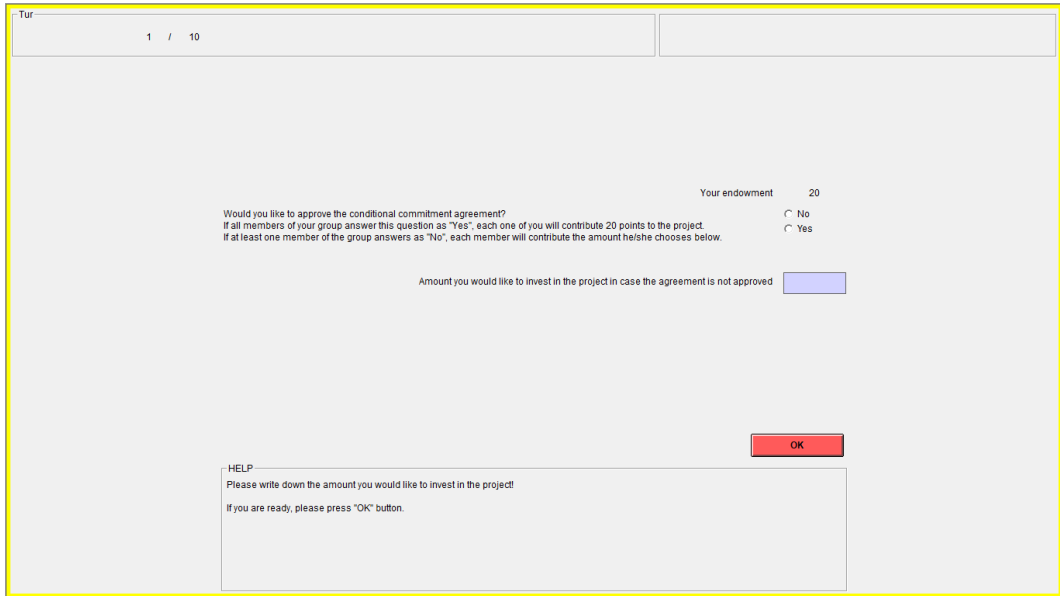 Tur
1 / 10
Your endowment 20
Would you like to approve the conditional commitment agreement?
No
If all members of your group answer this question as "Yes", each one of you will contribute 20 points to the project.
Yes
If at least one member of the group answers as "No", each member will contribute the amount he/she chooses below.
Amount you would like to invest in the project in case the agreement is not approved
OK
HELP
Please write down the amount you would like to invest in the project!
If you are ready, please press "OK" button.